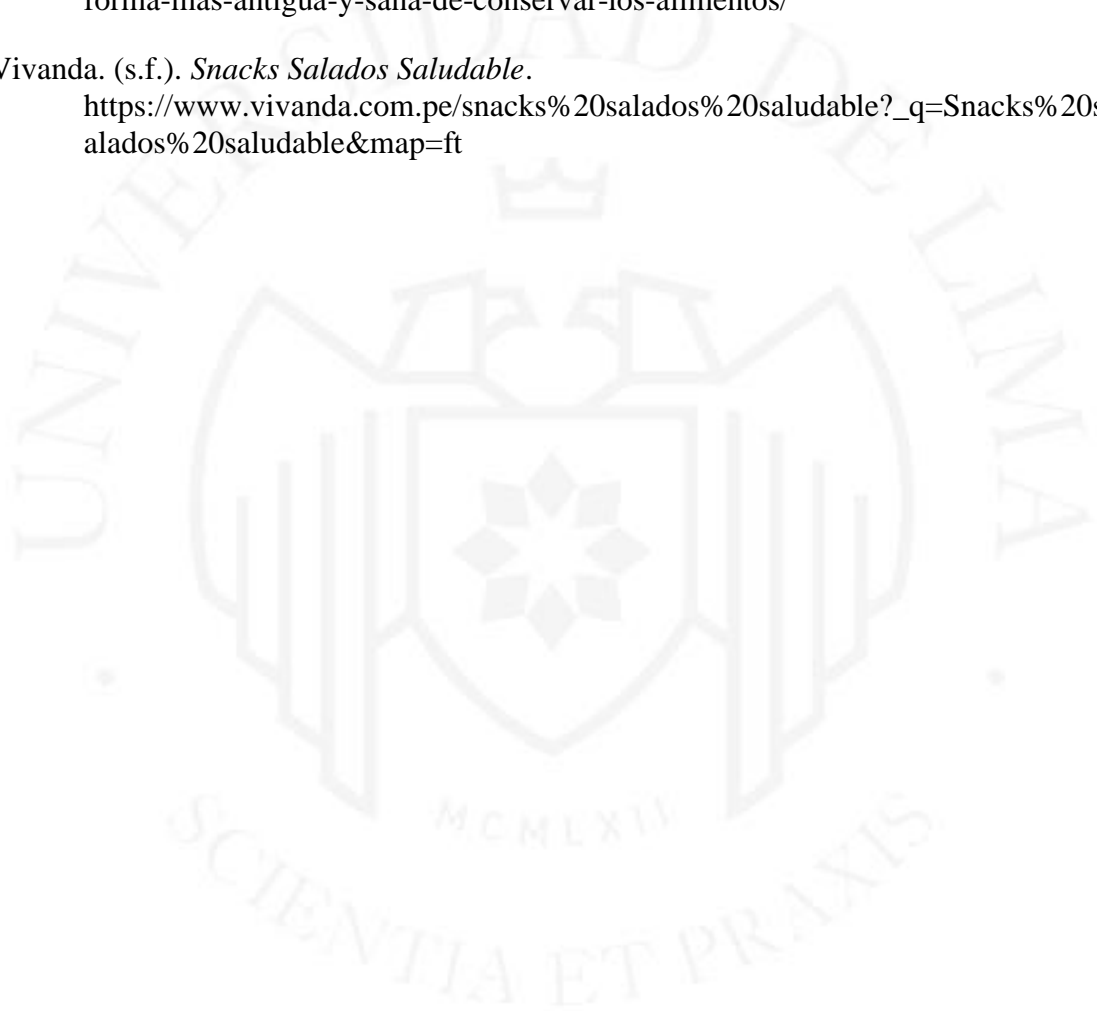 forma-mas-antigua-y-sana-de-conservar-los-alimentos/
Vivanda. (s.f.). Snacks Salados Saludable.
https://www.vivanda.com.pe/snacks%20salados%20saludable?_q=Snacks%20s
alados%20saludable&map=ft
UNIVERSIDAD DE LIMA
MCMLXII
SCIENTIA ET PRAXIS